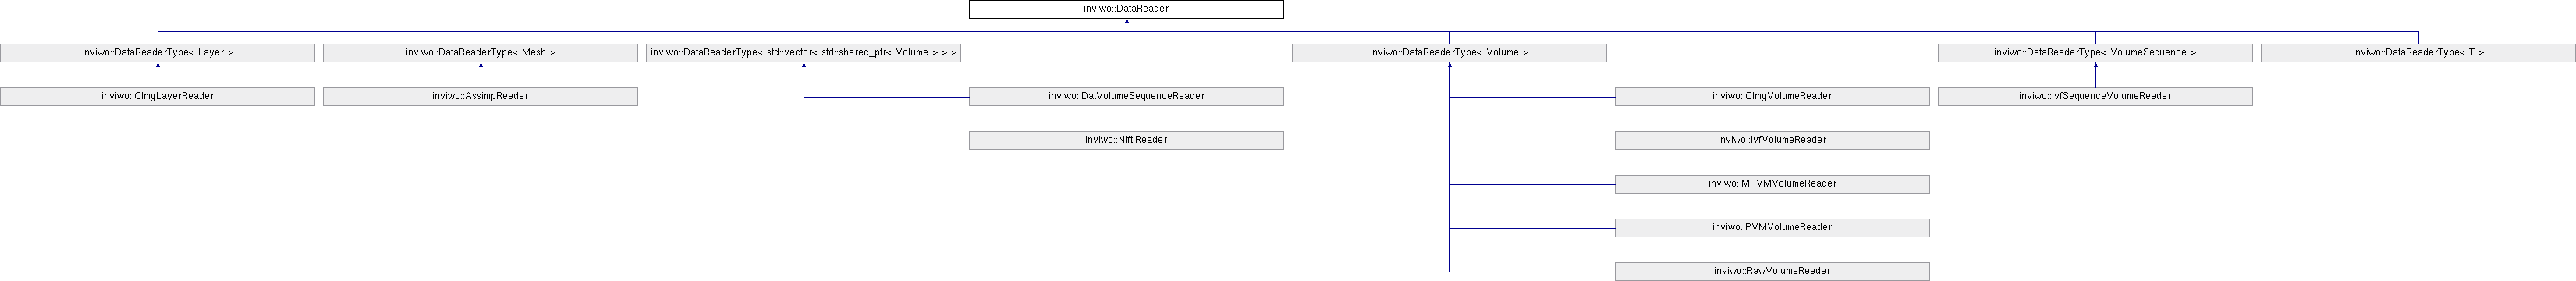 inviwo::DataReader
inviwo::DataReaderType< Layer >
inviwo::DataReaderType< Mesh >
inviwo::DataReaderType< std::vector< std::shared_ptr< Volume > > >
inviwo::DataReaderType< Volume >
inviwo::DataReaderType< VolumeSequence >
inviwo::DataReaderType< T >
inviwo::CImgLayerReader
inviwo::AssimpReader
inviwo::DatVolumeSequenceReader
inviwo::CImgVolumeReader
inviwo::IvfSequenceVolumeReader
inviwo::NiftiReader
inviwo::IvfVolumeReader
inviwo::MPVMVolumeReader
inviwo::PVMVolumeReader
inviwo::RawVolumeReader